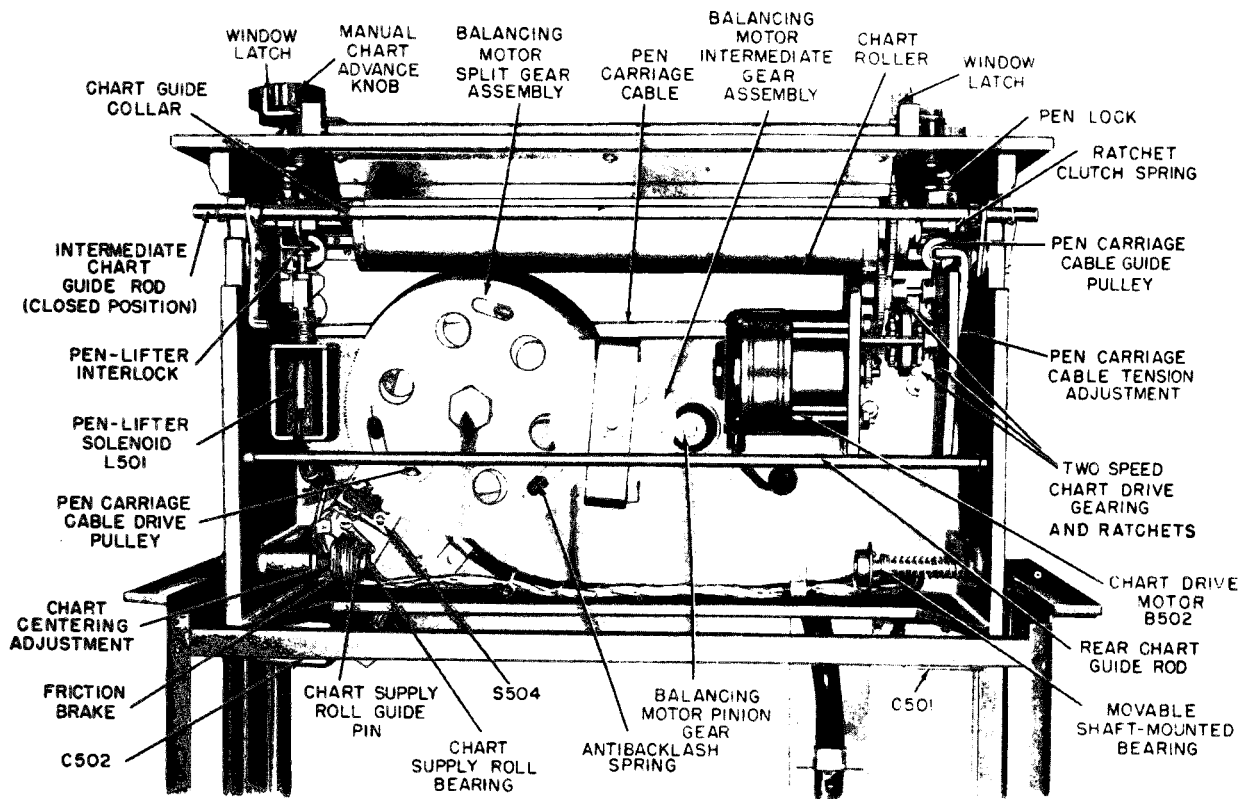 WINDOW
LATCH
MANUAL
CHART
ADVANCE
KNOB
BALANCING
MOTOR
SPLIT GEAR
ASSEMBLY
PEN
CARRIAGE
CABLE
BALANCING
MOTOR
INTERMEDIATE
GEAR
ASSEMBLY
CHART
ROLLER
WINDOW
LATCH
CHART GUIDE
COLLAR
PEN LOCK
RATCHET
CLUTCH SPRING
INTERMEDIATE
CHART
GUIDE ROD
(CLOSED POSITION)
PEN CARRIAGE
CABLE GUIDE
PULLEY
PEN-LIFTER
INTERLOCK
PEN CARRIAGE
CABLE TENSION
ADJUSTMENT
PEN-LIFTER
SOLENOID
L501
TWO SPEED
CHART DRIVE
GEARING
AND RATCHETS
PEN CARRIAGE
CABLE DRIVE
PULLEY
CHART DRIVE
MOTOR
B502
CHART
CENTERING
ADJUSTMENT
REAR CHART
GUIDE ROD
FRICTION
BRAKE
CHART SUPPLY
ROLL GUIDE
PIN
S504
BALANCING
MOTOR PINION
GEAR
C501
MOVABLE
SHAFT-MOUNTED
BEARING
C502
CHART
SUPPLY ROLL
BEARING
ANTIBACKLASH
SPRING